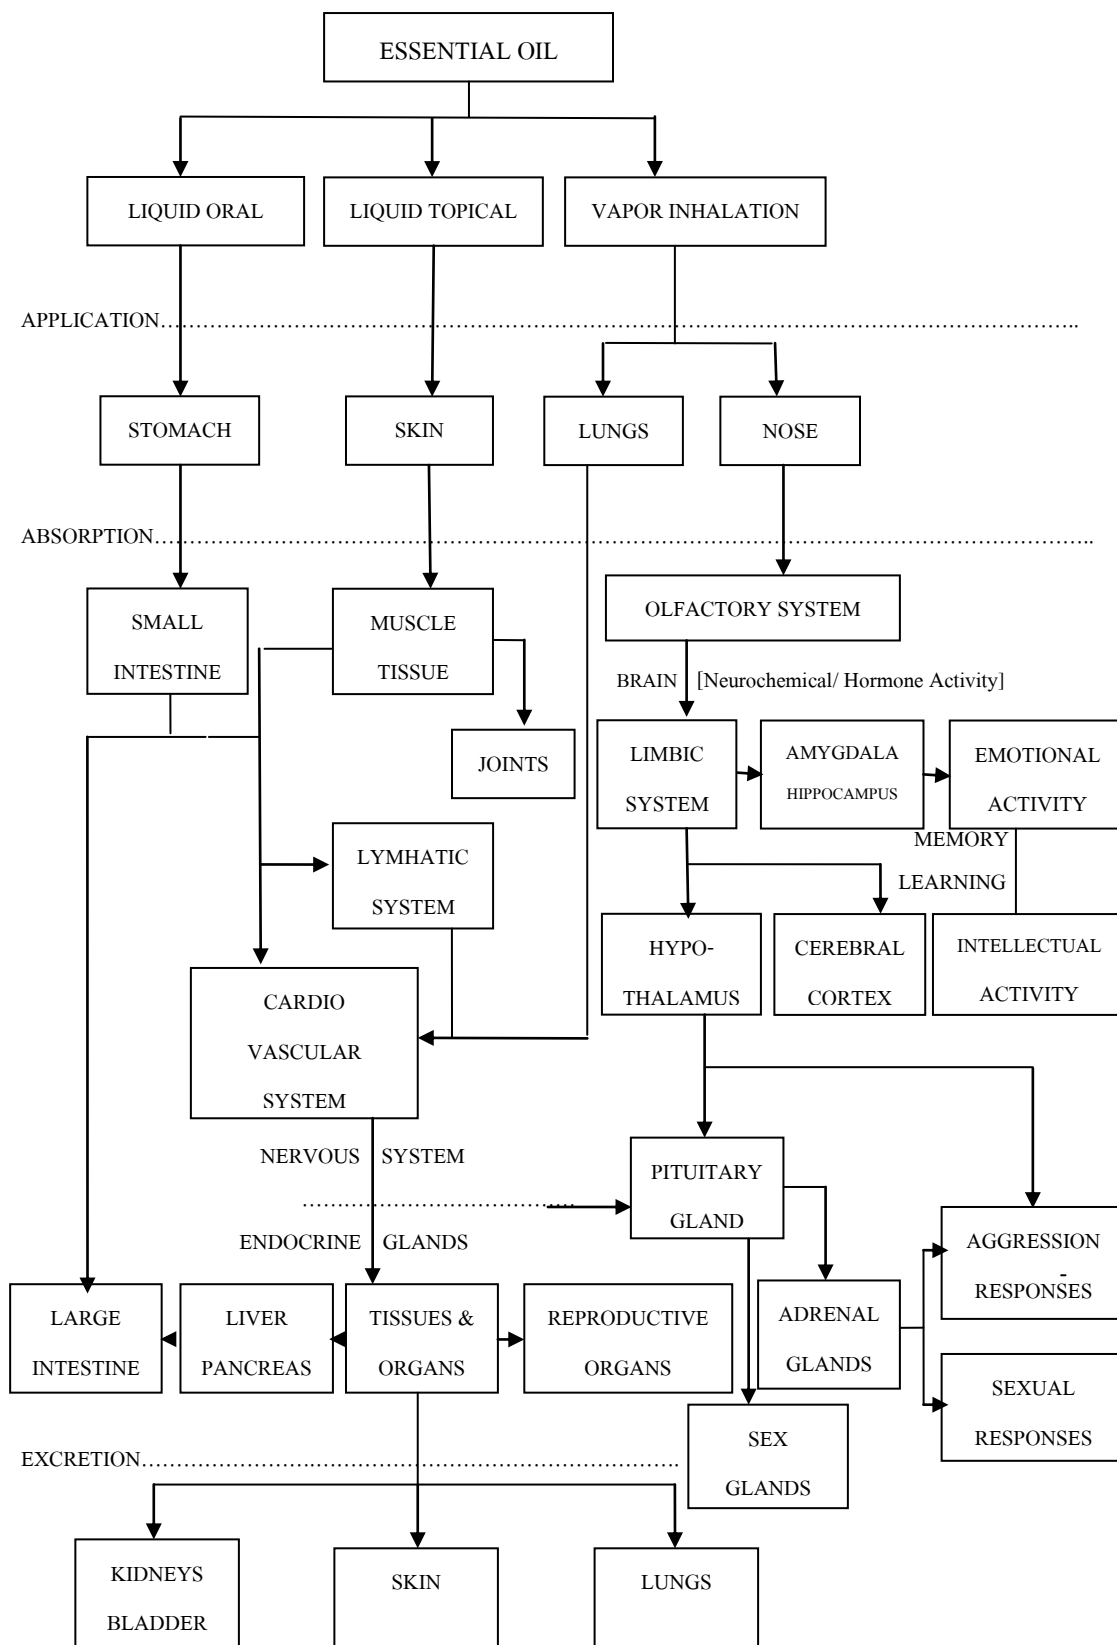 ESSENTIAL OIL
LIQUID ORAL
LIQUID TOPICAL
VAPOR INHALATION
APPLICATION……………………………………………………………………………………………………..
STOMACH
SKIN
LUNGS
NOSE
ABSORPTION………………………………………………………………………………………………………..
SMALL
INTESTINE
MUSCLE
TISSUE
OLFACTORY SYSTEM
BRAIN [Neurochemical/ Hormone Activity]
JOINTS
LIMBIC
SYSTEM
AMYGDALA
HIPPOCAMPUS
EMOTIONAL
ACTIVITY
MEMORY
LEARNING
LYMHATIC
SYSTEM
HYPO-
THALAMUS
CEREBRAL
CORTEX
INTELLECTUAL
ACTIVITY
CARDIO
VASCULAR
SYSTEM
NERVOUS SYSTEM
…………………………………
ENDOCRINE GLANDS
PITUITARY
GLAND
AGGRESSION
-
RESPONSES
LARGE
INTESTINE
LIVER
PANCREAS
TISSUES &
ORGANS
REPRODUCTIVE
ORGANS
ADRENAL
GLANDS
SEXUAL
RESPONSES
SEX
GLANDS
EXCRETION……………………………………………………………
KIDNEYS
BLADDER
SKIN
LUNGS